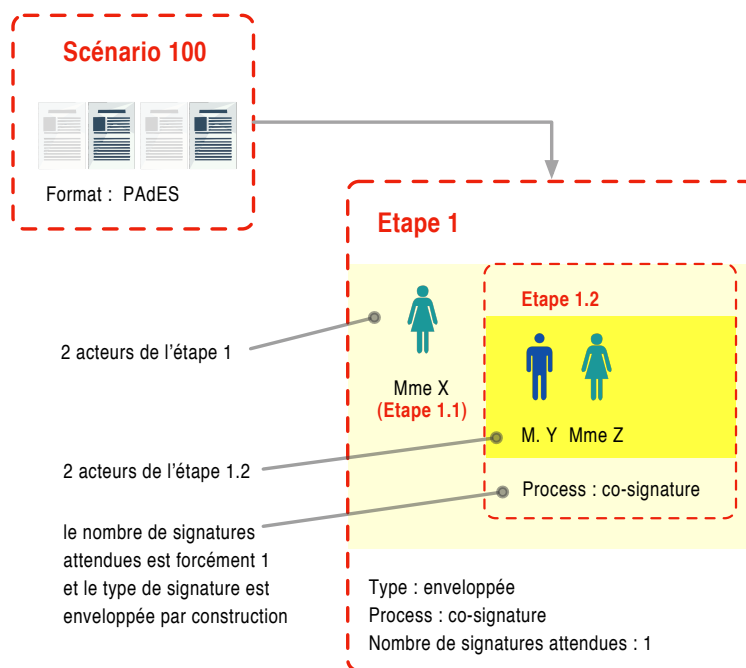 Scénario 100
Format : PAdES
Etape 1
Etape 1.2
2 acteurs de l’étape 1
Mme X
(Etape 1.1)
M. Y Mme Z
2 acteurs de l’étape 1.2
Process : co-signature
le nombre de signatures
attendues est forcément 1
et le type de signature est
enveloppée par construction
Type : enveloppée
Process : co-signature
Nombre de signatures attendues : 1